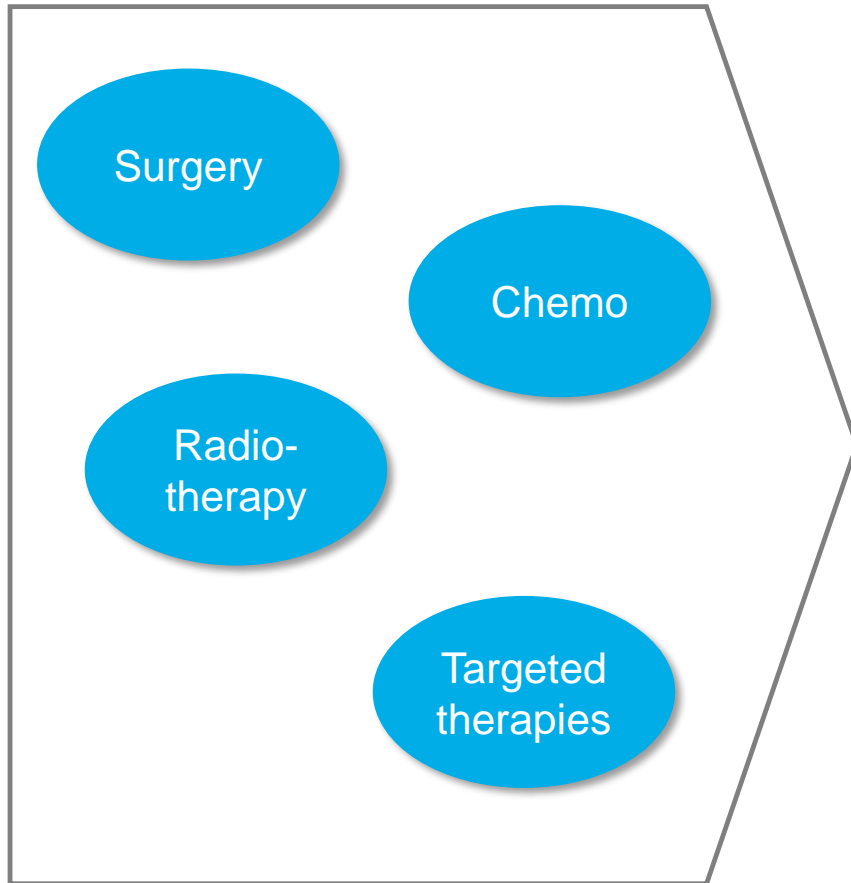 Surgery
Chemo
Radio-
therapy
Targeted
therapies